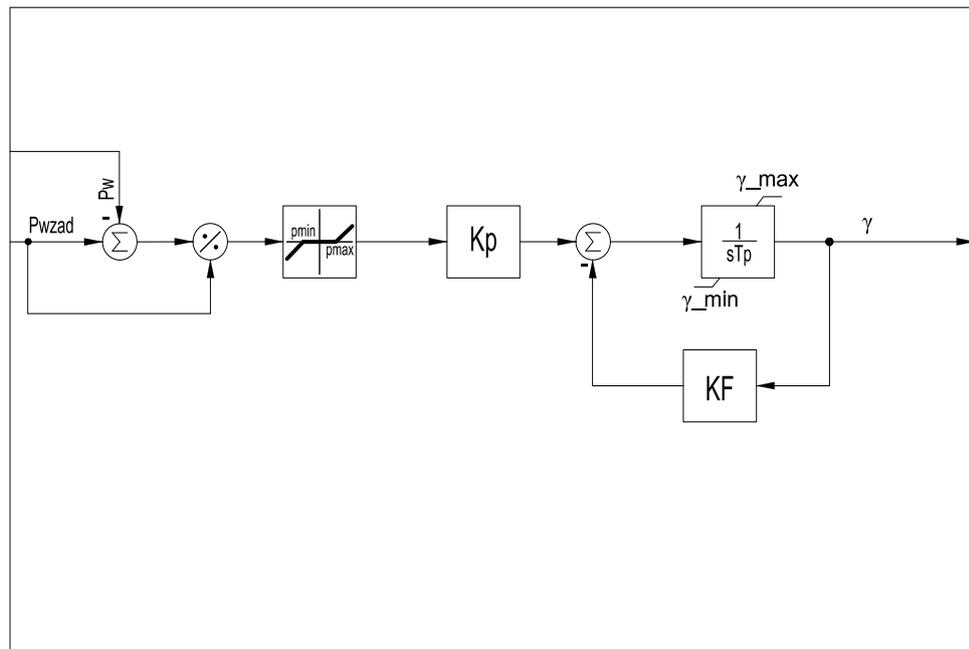 γ_max
Pw
-
Pwzad
Σ
pmin
pmax
Kp
Σ
-
1
sTp
γ
γ_min
KF